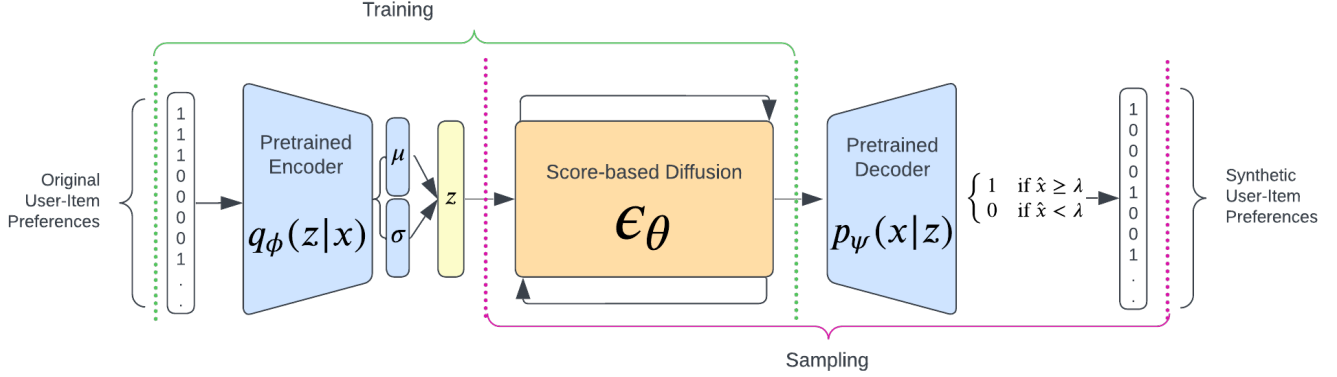 Training
Original
User-Item
Preferences
1
1
1
0
0
0
0
1
.
.
Pretrained
Encoder
qϕ(z|x)
μ
σ
z
Score-based Diffusion
ϵθ
Pretrained
Decoder
pψ(x|z)
1 if x̂ ≥ λ
0 if x̂ < λ
1
0
0
0
1
0
0
1
.
.
Synthetic
User-Item
Preferences
Sampling